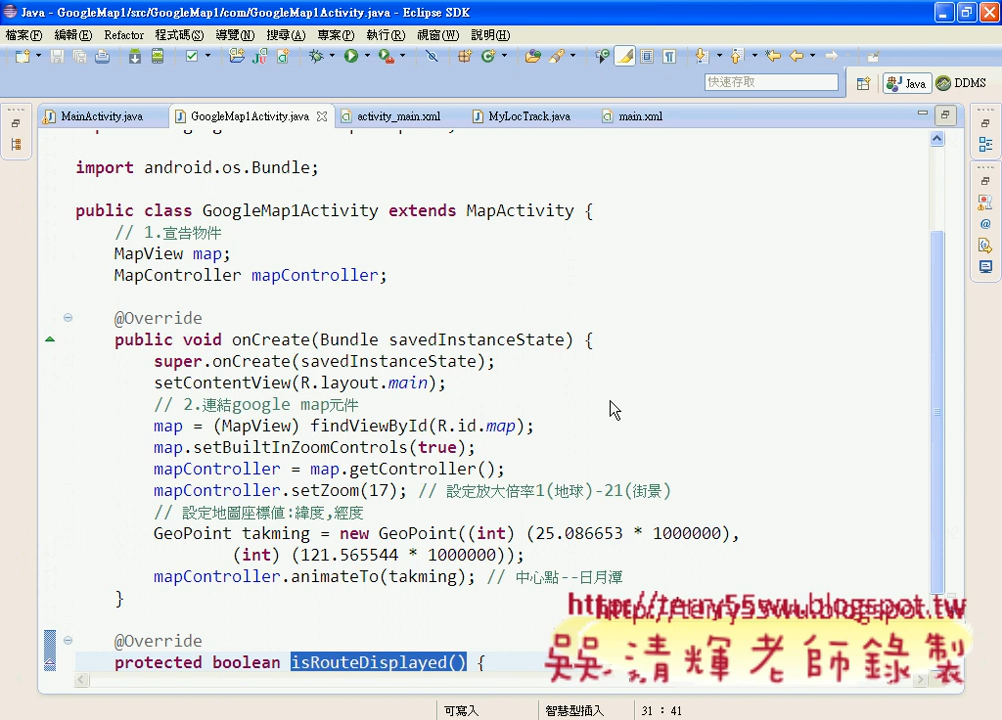 Java - GoogleMap1/src/GoogleMap1/com/GoogleMap1Activity.java - Eclipse SDK
檔案(F) 編輯(E) Refactor 程式碼(S) 導覽(N) 搜尋(A) 專案(P) 執行(R) 視窗(W) 說明(H)
快速存取 Java DDMS
MainActivity.java GoogleMap1Activity.java activity_main.xml MyLocTrack.java main.xml
import android.os.Bundle;
public class GoogleMap1Activity extends MapActivity {
// 1.宣告物件
MapView map;
MapController mapController;
@Override
public void onCreate(Bundle savedInstanceState) {
super.onCreate(savedInstanceState);
setContentView(R.layout.main);
// 2.連結google map元件
map = (MapView) findViewById(R.id.map);
map.setBuiltInZoomControls(true);
mapController = map.getController();
mapController.setZoom(17); // 設定放大倍率1(地球)-21(街景)
// 設定地圖座標值:緯度,經度
GeoPoint takming = new GeoPoint((int) (25.086653 * 1000000),
(int) (121.565544 * 1000000));
mapController.animateTo(takming); // 中心點--日月潭
}
http://terry55wu.blogspot.tw
@Override
protected boolean isRouteDisplayed() {
吳清輝老師錄製
可寫入 智慧型插入 31 : 41